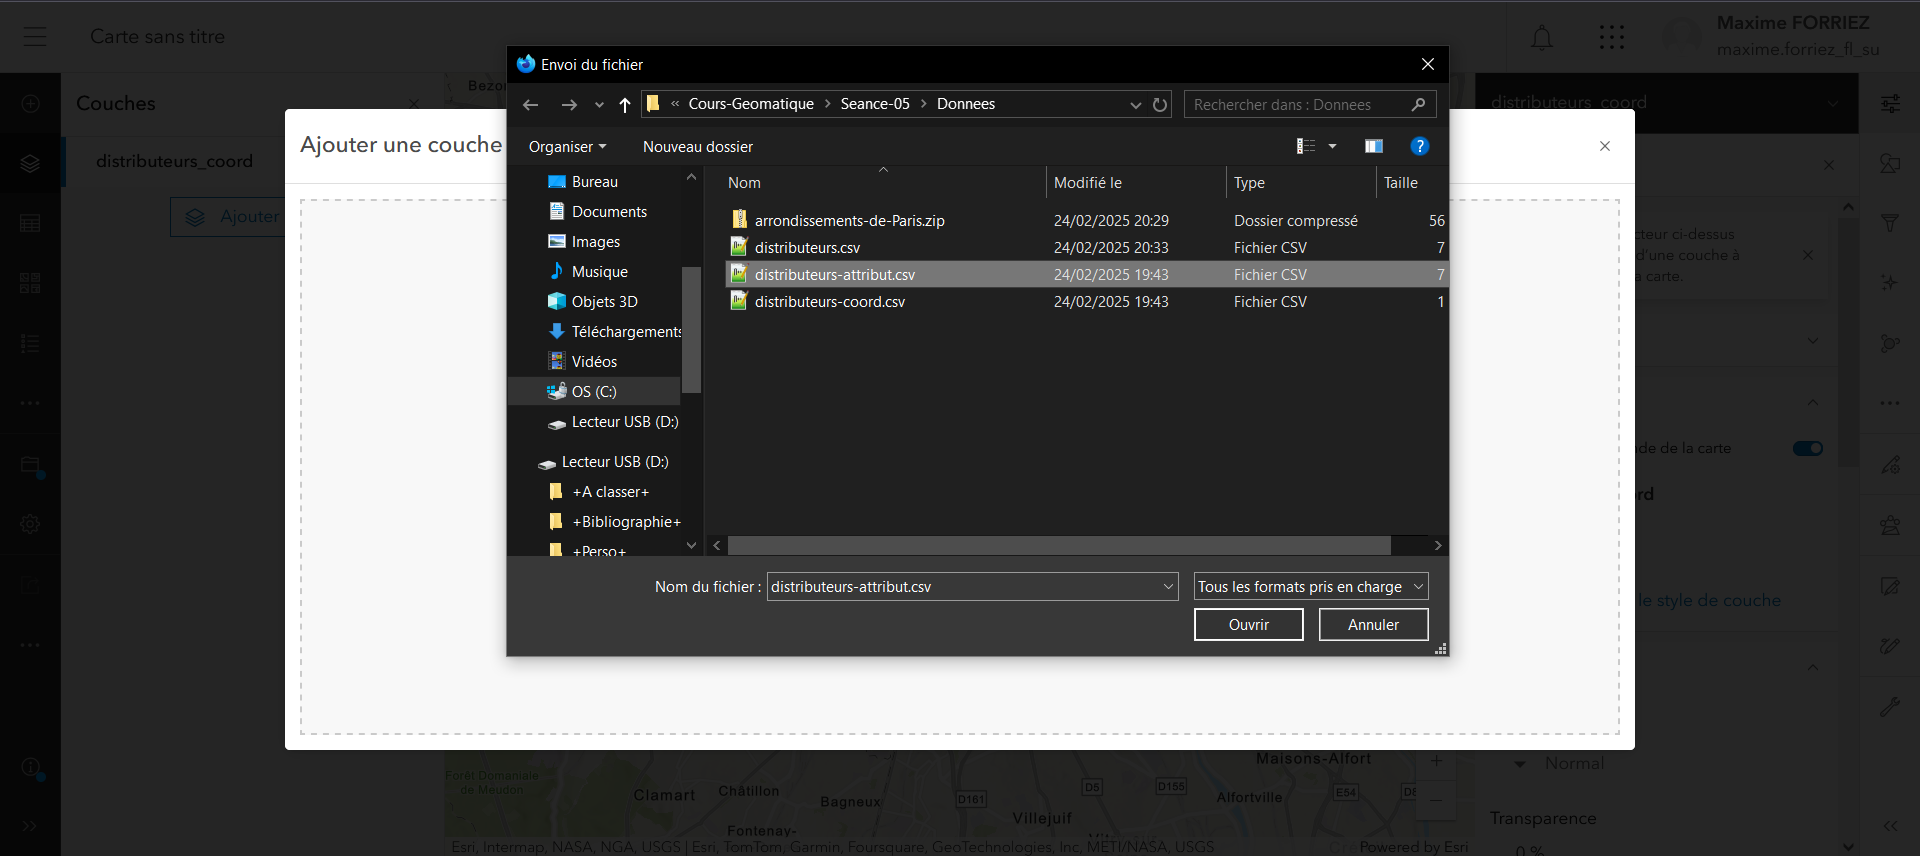 Carte sans titre
Maxime FORRIEZ
maxime.forriez_fl_su
Couches
distributeurs_coord
Ajouter
Ajouter une couche
Envoi du fichier
« Cours-Geomatique > Seance-05 > Donnees
Rechercher dans : Donnees
Organiser
Nouveau dossier
?
Bureau
Documents
Images
Musique
Objets 3D
Téléchargements
Vidéos
OS (C:)
Lecteur USB (D:)
Lecteur USB (D:)
+A classer+
+Bibliographie+
+Perso+
Nom Modifié le Type Taille
arrondissements-de-Paris.zip 24/02/2025 20:29 Dossier compressé 56
distributeurs.csv 24/02/2025 20:33 Fichier CSV 7
distributeurs-attribut.csv 24/02/2025 19:43 Fichier CSV 7
distributeurs-coord.csv 24/02/2025 19:43 Fichier CSV 1
Nom du fichier : distributeurs-attribut.csv
Tous les formats pris en charge
Ouvrir
Annuler
distributeurs_coord
cteur ci-dessus
d'une couche à
a carte.
de de la carte
rd
le style de couche
Normal
Transparence
0 %
Bezo
Forêt Domaniale
de Meudon
Clamart
Châtillon
Bagneux
Fontenay-
D161
Villejuif
D5
D155
Maisons-Alfort
Alfortville
E54
Esri, Intermap, NASA, NGA, USGS | Esri, TomTom, Garmin, Foursquare, GeoTechnologies, Inc, METI/NASA, USGS
Powered by Esri